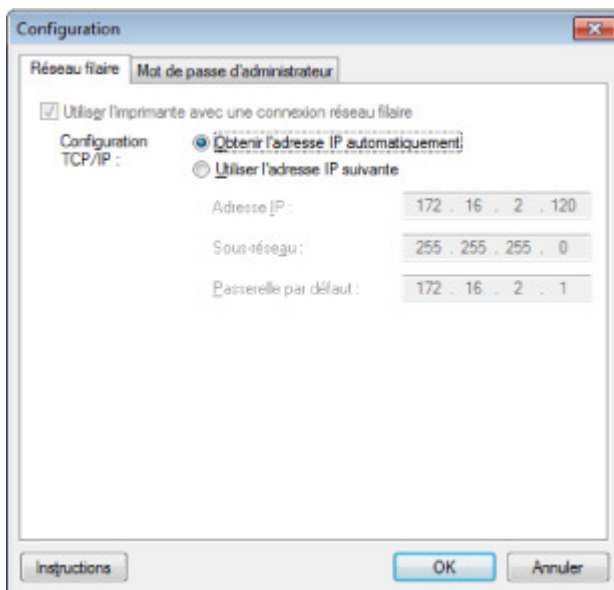 Configuration
Réseau filaire Mot de passe d'administrateur
Utiliser l'imprimante avec une connexion réseau filaire
Configuration TCP/IP :
Obtenir l'adresse IP automatiquement
Utiliser l'adresse IP suivante
Adresse IP : 172 . 16 . 2 . 120
Sous-réseau : 255 . 255 . 255 . 0
Passerelle par défaut : 172 . 16 . 2 . 1
Instructions OK Annuler